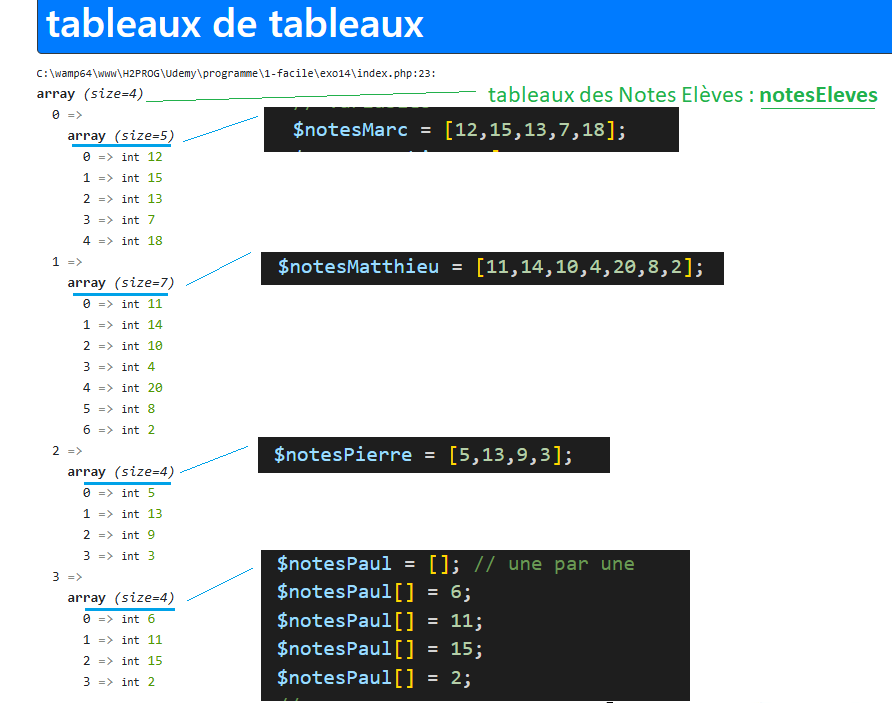 tableaux de tableaux
C:\wamp64\www\H2PROG\Udemy\programme\1-facile\exo14\index.php:23:
array (size=4)
tableaux des Notes Elèves : notesEleves
0 =>
array (size=5)
$notesMarc = [12,15,13,7,18];
0 => int 12
1 => int 15
2 => int 13
3 => int 7
4 => int 18
1 =>
array (size=7)
$notesMatthieu = [11,14,10,4,20,8,2];
0 => int 11
1 => int 14
2 => int 10
3 => int 4
4 => int 20
5 => int 8
6 => int 2
2 =>
array (size=4)
$notesPierre = [5,13,9,3];
0 => int 5
1 => int 13
2 => int 9
3 => int 3
3 =>
array (size=4)
$notesPaul = []; // une par une
$notesPaul[] = 6;
$notesPaul[] = 11;
$notesPaul[] = 15;
$notesPaul[] = 2;
0 => int 6
1 => int 11
2 => int 15
3 => int 2